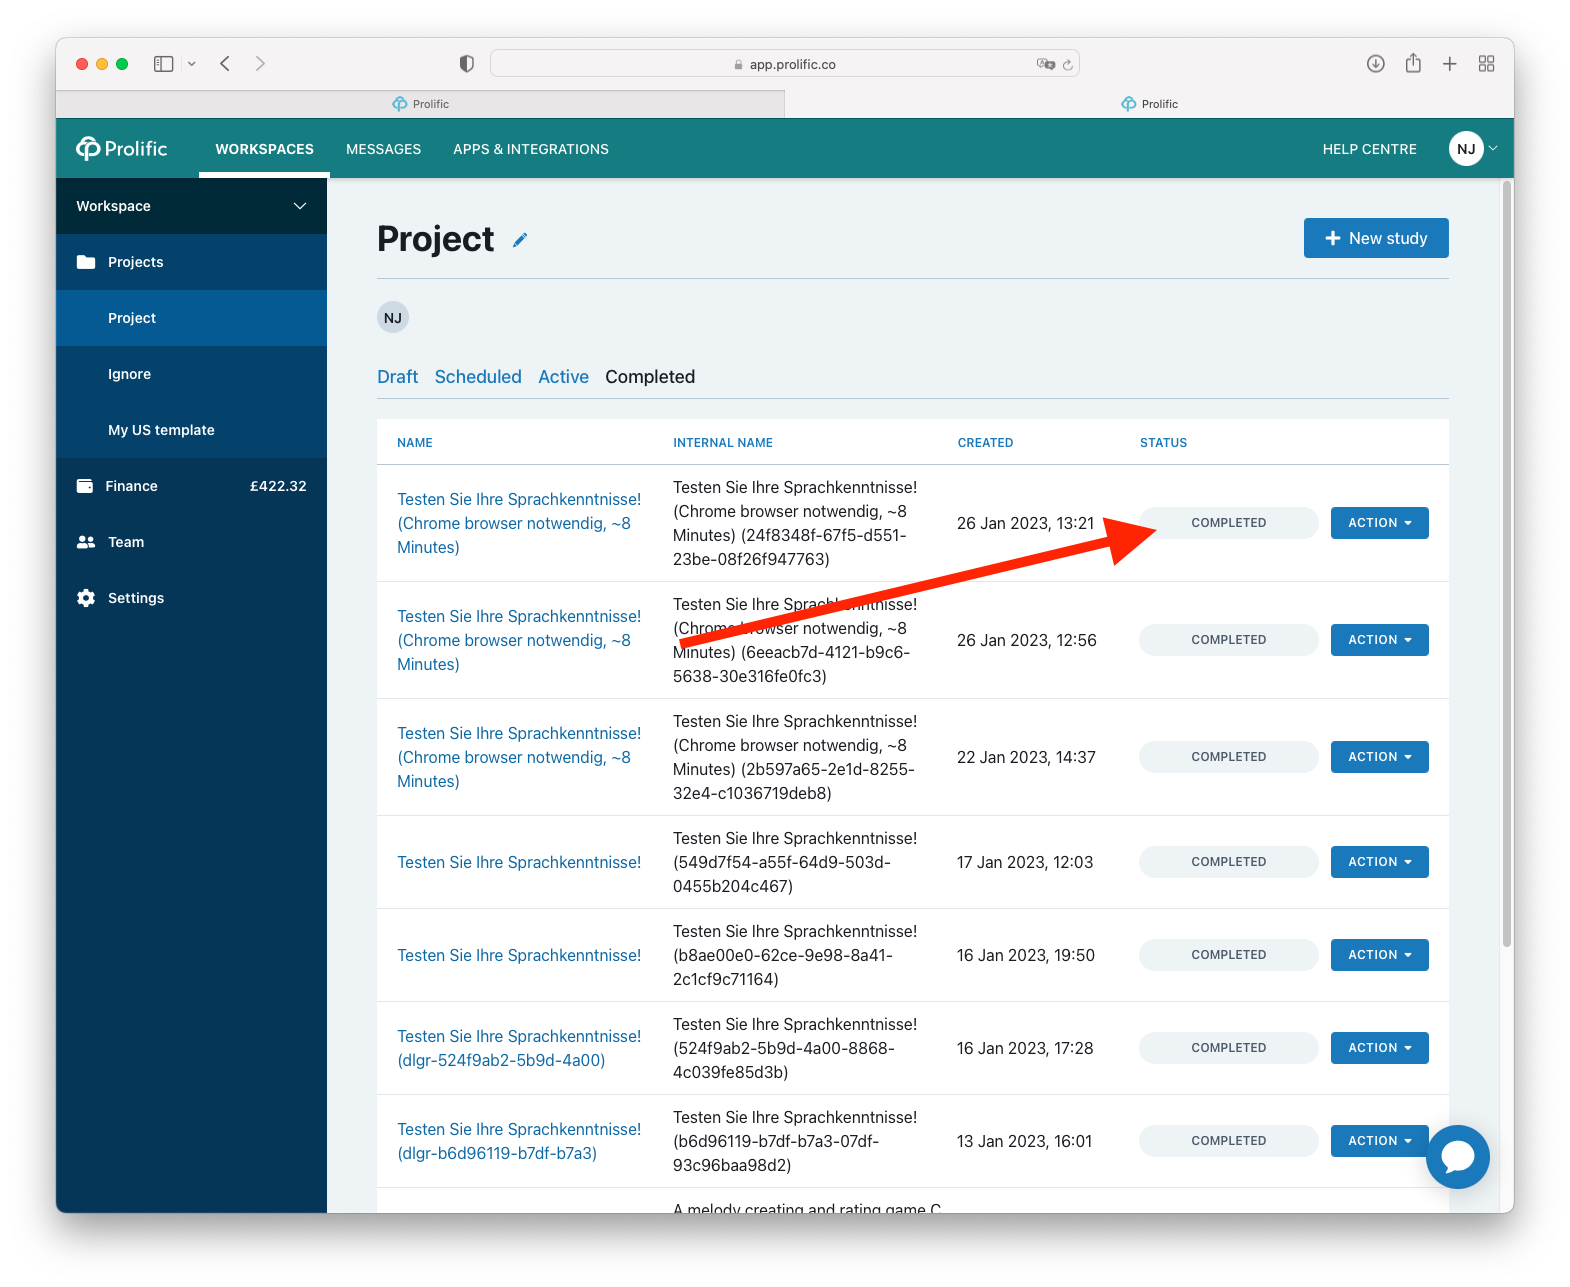 app.prolific.co
Prolific
Prolific
Prolific
WORKSPACES
MESSAGES
APPS & INTEGRATIONS
HELP CENTRE
NJ
Workspace
Projects
Project
Ignore
My US template
Finance £422.32
Team
Settings
Project
New study
NJ
Draft Scheduled Active Completed
NAME INTERNAL NAME CREATED STATUS
Testen Sie Ihre Sprachkenntnisse!
(Chrome browser notwendig, ~8
Minutes)
Testen Sie Ihre Sprachkenntnisse!
(Chrome browser notwendig, ~8
Minutes) (24f8348f-67f5-d551-
23be-08f26f947763)
26 Jan 2023, 13:21
COMPLETED
ACTION
Testen Sie Ihre Sprachkenntnisse!
(Chrome browser notwendig, ~8
Minutes)
Testen Sie Ihre Sprachkenntnisse!
(Chrome browser notwendig, ~8
Minutes) (6eeacb7d-4121-b9c6-
5638-30e316fe0fc3)
26 Jan 2023, 12:56
COMPLETED
ACTION
Testen Sie Ihre Sprachkenntnisse!
(Chrome browser notwendig, ~8
Minutes)
Testen Sie Ihre Sprachkenntnisse!
(Chrome browser notwendig, ~8
Minutes) (2b597a65-2e1d-8255-
32e4-c1036719deb8)
22 Jan 2023, 14:37
COMPLETED
ACTION
Testen Sie Ihre Sprachkenntnisse!
Testen Sie Ihre Sprachkenntnisse!
(549d7f54-a55f-64d9-503d-
0455b204c467)
17 Jan 2023, 12:03
COMPLETED
ACTION
Testen Sie Ihre Sprachkenntnisse!
Testen Sie Ihre Sprachkenntnisse!
(b8ae00e0-62ce-9e98-8a41-
2c1cf9c71164)
16 Jan 2023, 19:50
COMPLETED
ACTION
Testen Sie Ihre Sprachkenntnisse!
(dlgr-524f9ab2-5b9d-4a00)
Testen Sie Ihre Sprachkenntnisse!
(524f9ab2-5b9d-4a00-8868-
4c039fe85d3b)
16 Jan 2023, 17:28
COMPLETED
ACTION
Testen Sie Ihre Sprachkenntnisse!
(dlgr-b6d96119-b7df-b7a3)
Testen Sie Ihre Sprachkenntnisse!
(b6d96119-b7df-b7a3-07df-
93c96baa98d2)
13 Jan 2023, 16:01
COMPLETED
ACTION
A melody creating and rating game C